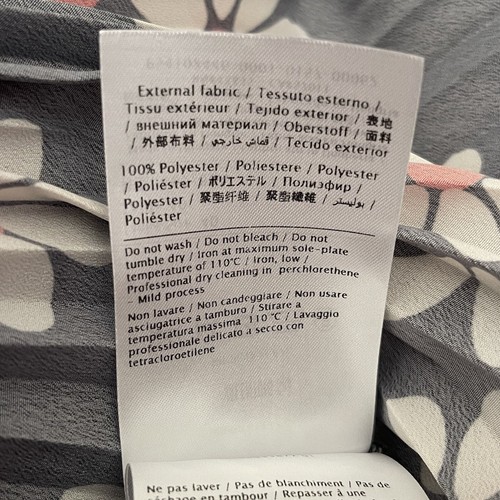 External fabric / Tessuto esterno /
Tissu extérieur / Tejido exterior / 表地
/ внешний материал / Oberstoff / 面料
/ 外部布料 / قماش خارجي / Tecido exterior
100% Polyester / Poliestere / Polyester
/ Poliéster / ポリエステル / Полиэфир /
Polyester / 聚酯纤维 / 聚酯纖維 / بوليستر /
Poliéster
Do not wash / Do not bleach / Do not
tumble dry / Iron at maximum sole-plate
temperature of 110°C / Iron, low /
Professional dry cleaning in perchlorethene
- Mild process
Non lavare / Non candeggiare / Non usare
asciugatrice a tamburo / Stirare a
temperatura massima 110 °C / Lavaggio
professionale delicato a secco con
tetracloroetilene
Ne pas laver / Pas de blanchiment / Pas de
séchage en tambour / Repasser à une